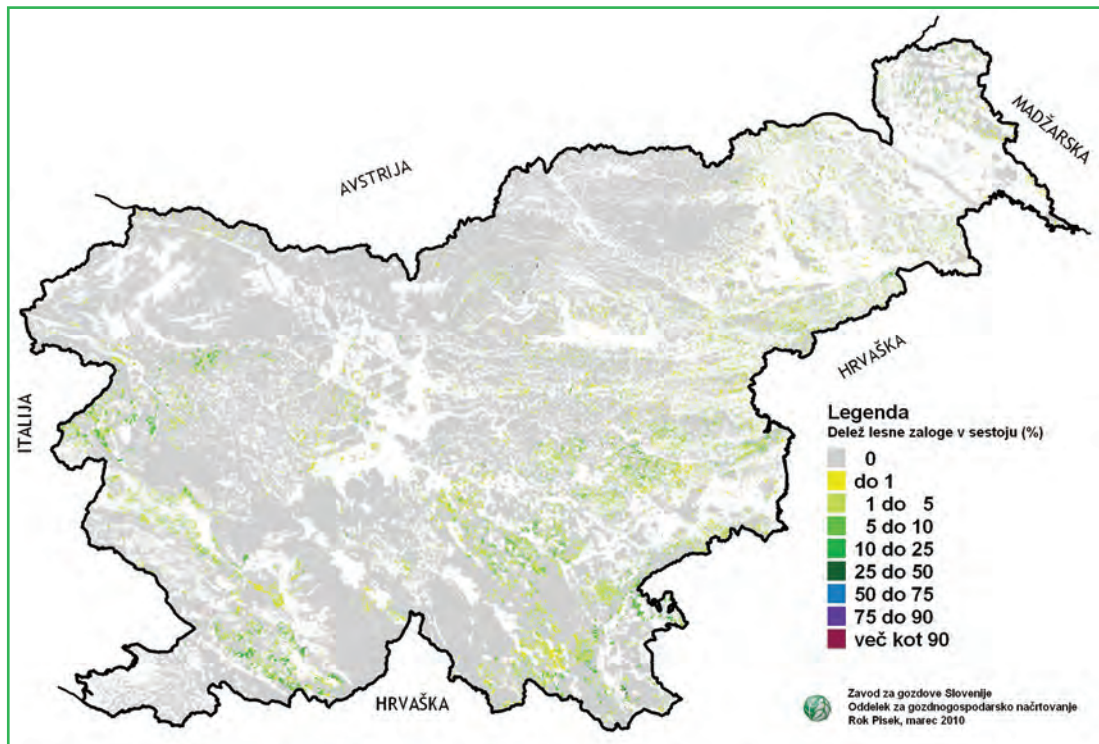 AVSTRIJA
MADŽARSKA
HRVAŠKA
ITALIJA
HRVAŠKA
Legenda
Delež lesne zaloge v sestoju (%)
0
do 1
1 do 5
5 do 10
10 do 25
25 do 50
50 do 75
75 do 90
več kot 90
Zavod za gozdove Slovenije
Oddelek za gozdnogospodarsko načrtovanje
Rok Pisek, marec 2010